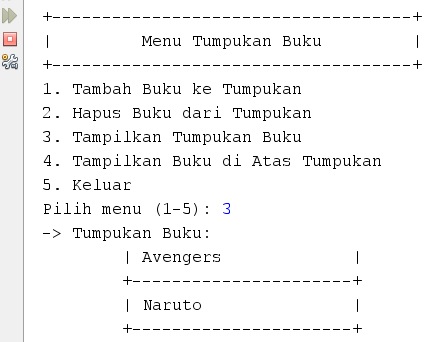 +------------------------------------+
|         Menu Tumpukan Buku         |
+------------------------------------+
1. Tambah Buku ke Tumpukan
2. Hapus Buku dari Tumpukan
3. Tampilkan Tumpukan Buku
4. Tampilkan Buku di Atas Tumpukan
5. Keluar
Pilih menu (1-5): 3
-> Tumpukan Buku:
        | Avengers             |
        +----------------------+
        | Naruto               |
        +----------------------+